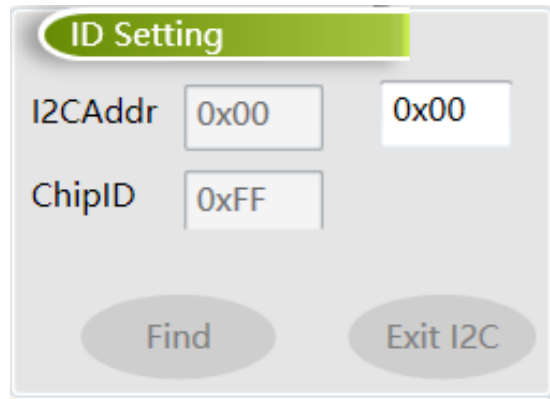 ID Setting
I2CAddr 0x00 0x00
ChipID 0xFF
Find Exit I2C